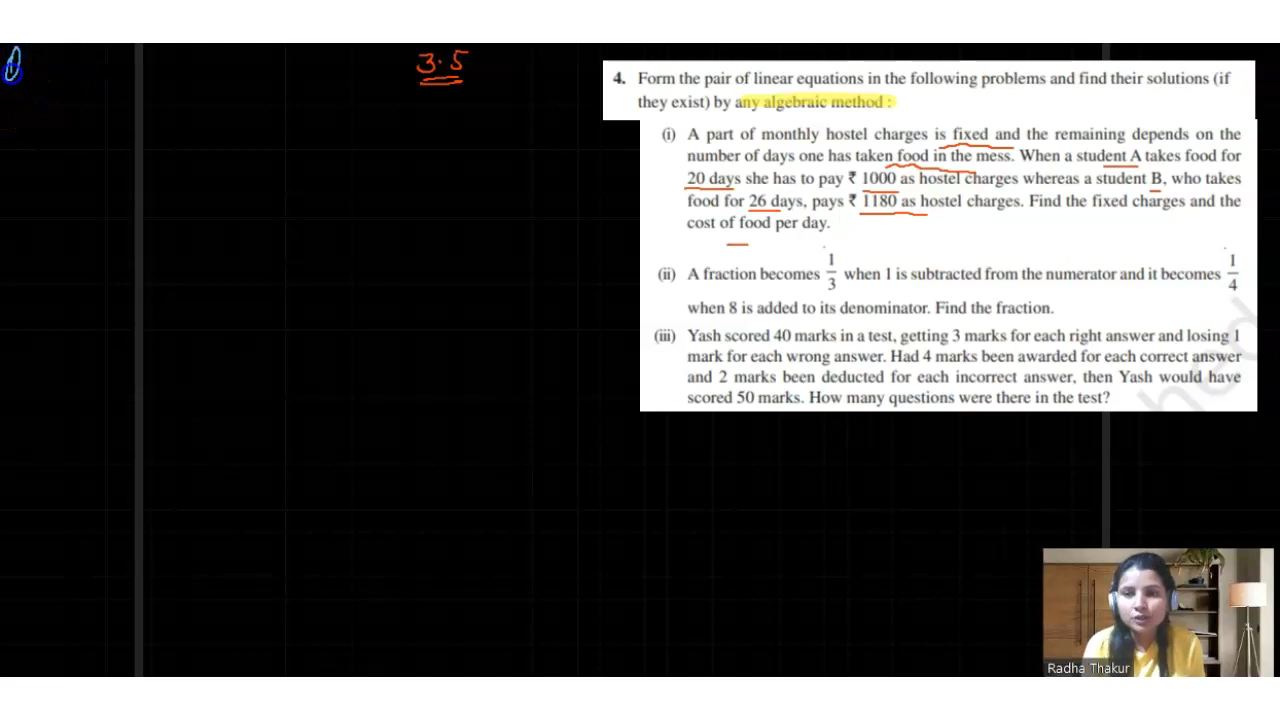 3.5
4. Form the pair of linear equations in the following problems and find their solutions (if
they exist) by any algebraic method :
(i) A part of monthly hostel charges is fixed and the remaining depends on the
number of days one has taken food in the mess. When a student A takes food for
20 days she has to pay ₹ 1000 as hostel charges whereas a student B, who takes
food for 26 days, pays ₹ 1180 as hostel charges. Find the fixed charges and the
cost of food per day.
(ii) A fraction becomes 1/3 when 1 is subtracted from the numerator and it becomes 1/4
when 8 is added to its denominator. Find the fraction.
(iii) Yash scored 40 marks in a test, getting 3 marks for each right answer and losing 1
mark for each wrong answer. Had 4 marks been awarded for each correct answer
and 2 marks been deducted for each incorrect answer, then Yash would have
scored 50 marks. How many questions were there in the test?
Radha Thakur